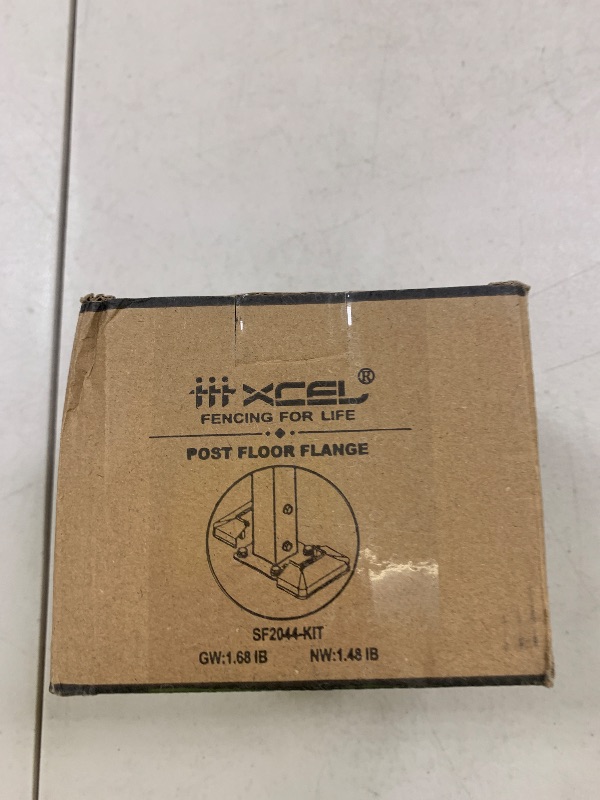 XCEL®
FENCING FOR LIFE
POST FLOOR FLANGE
SF2044-KIT
GW:1.68 IB NW:1.48 IB